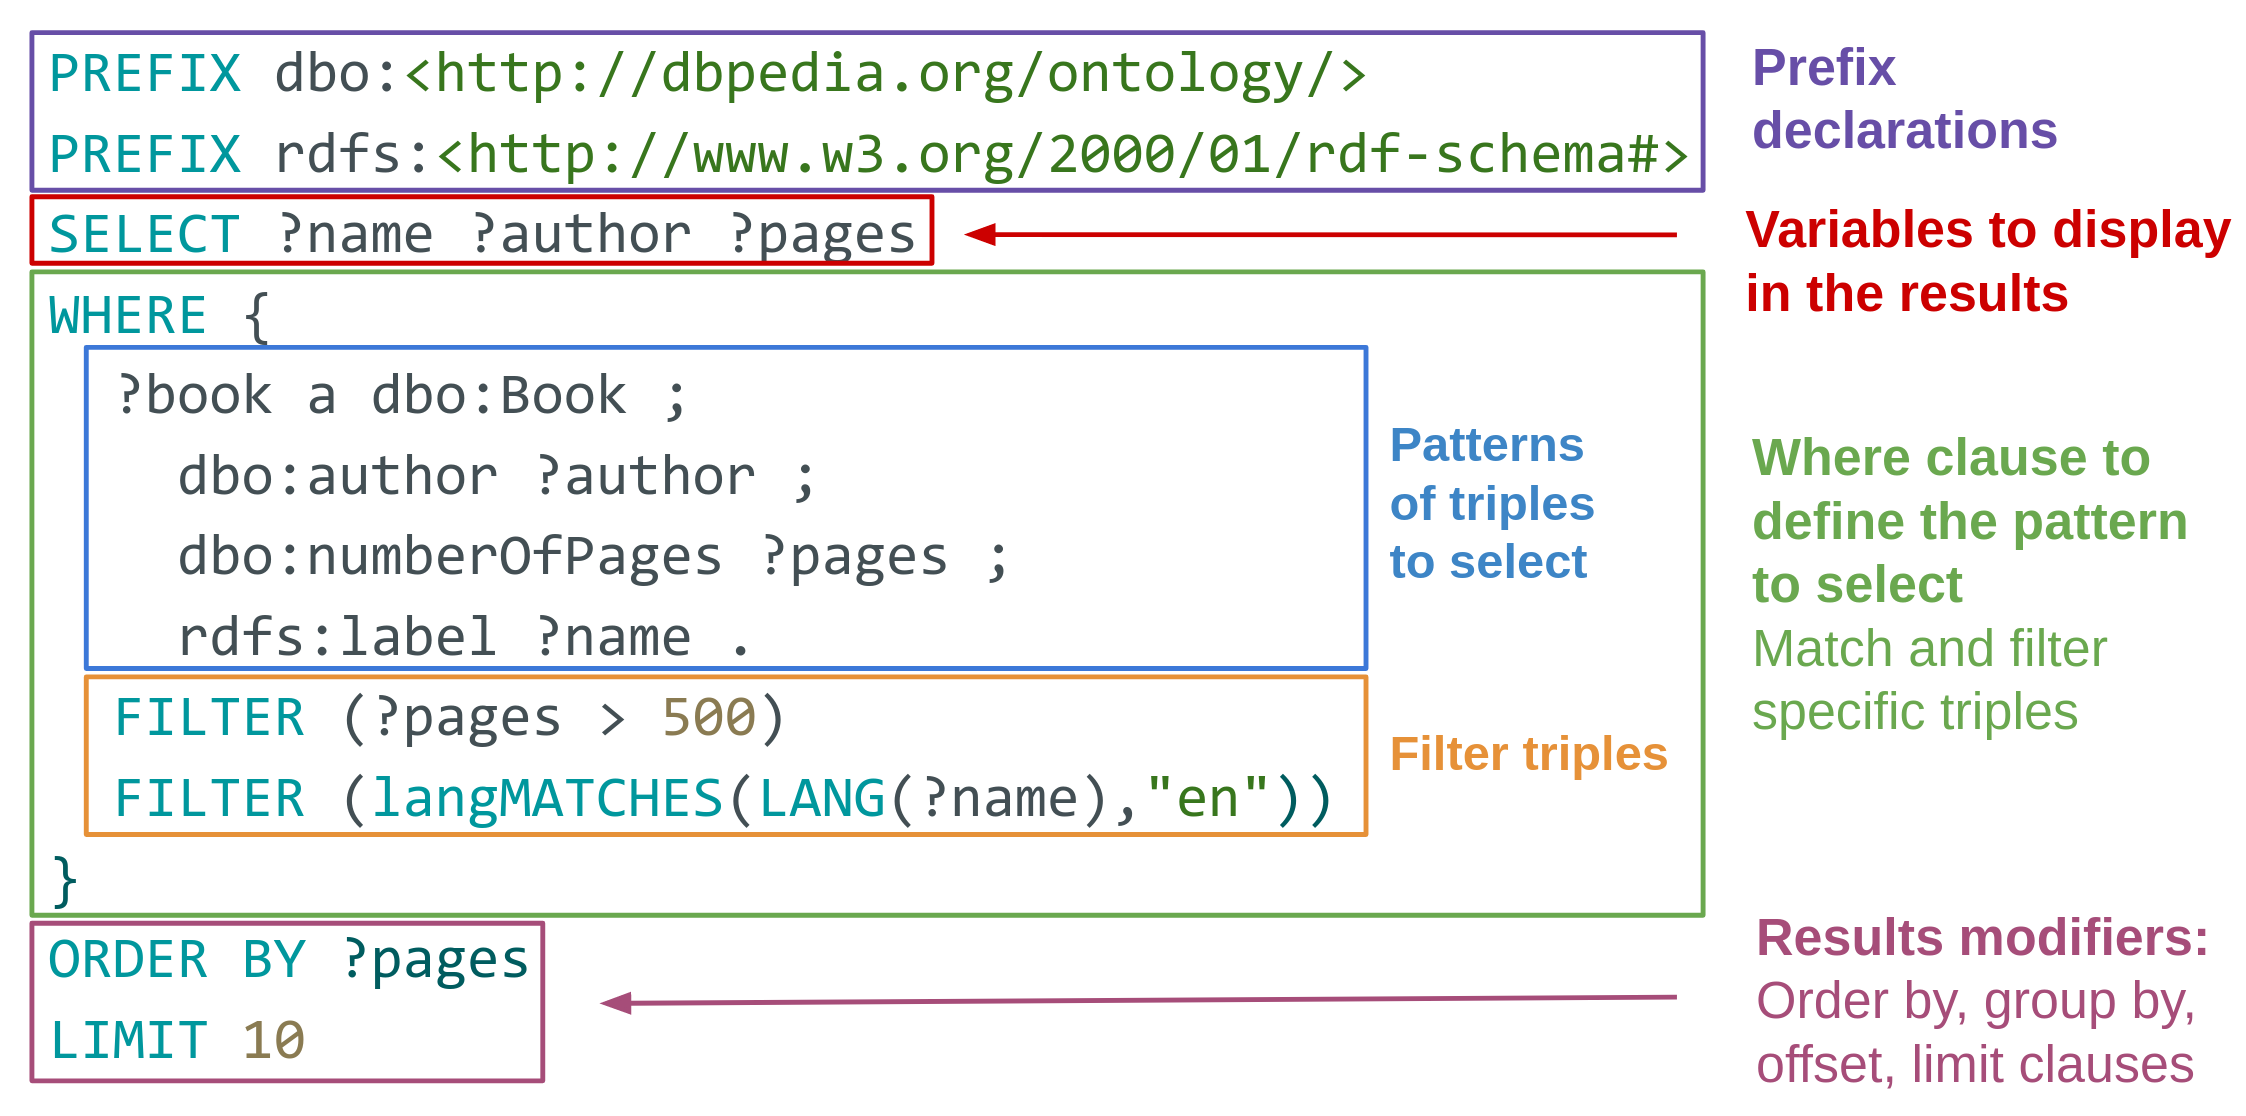 PREFIX dbo:<http://dbpedia.org/ontology/>
PREFIX rdfs:<http://www.w3.org/2000/01/rdf-schema#>
Prefix
declarations
SELECT ?name ?author ?pages
Variables to display
in the results
WHERE {
?book a dbo:Book ;
dbo:author ?author ;
dbo:numberOfPages ?pages ;
rdfs:label ?name .
Patterns
of triples
to select
FILTER (?pages > 500)
FILTER (langMATCHES(LANG(?name),"en"))
Filter triples
}
Where clause to
define the pattern
to select
Match and filter
specific triples
ORDER BY ?pages
LIMIT 10
Results modifiers:
Order by, group by,
offset, limit clauses